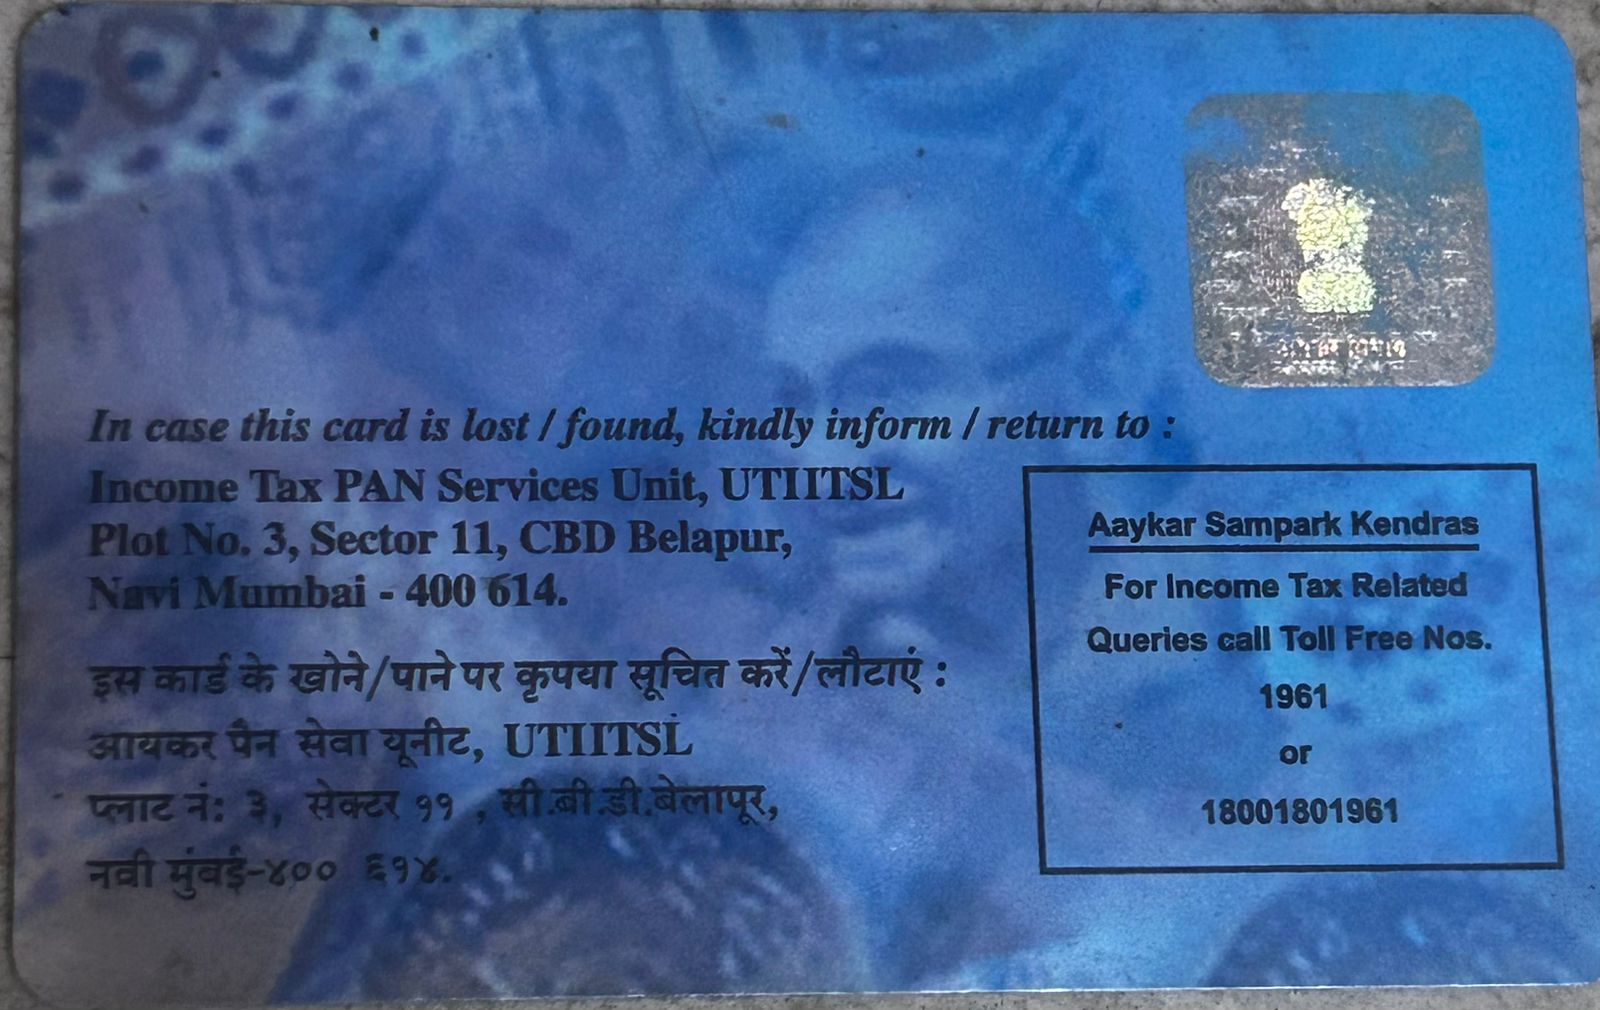 In case this card is lost / found, kindly inform / return to :
Income Tax PAN Services Unit, UTIITSL
Plot No. 3, Sector 11, CBD Belapur,
Navi Mumbai - 400 614.
इस कार्ड के खोने/पाने पर कृपया सूचित करें/लौटाएं :
आयकर पैन सेवा यूनीट, UTIITSL
प्लाट नं: ३, सेक्टर ११ , सी.बी.डी.बेलापूर,
नवी मुंबई-४०० ६१४.
Aaykar Sampark Kendras
For Income Tax Related
Queries call Toll Free Nos.
1961
or
18001801961